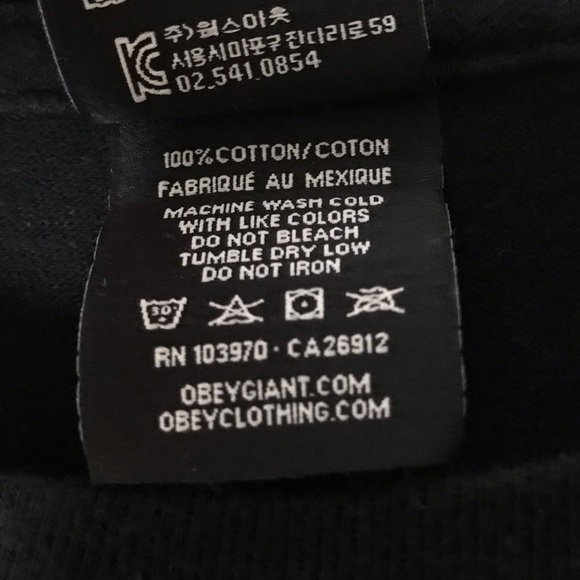 주)웝스아웃
서울시마포구잔다리로59
02.541.0854
100%COTTON/COTON
FABRIQUÉ AU MEXIQUE
MACHINE WASH COLD
WITH LIKE COLORS
DO NOT BLEACH
TUMBLE DRY LOW
DO NOT IRON
30°
RN 103970 · CA26912
OBEYGIANT.COM
OBEYCLOTHING.COM